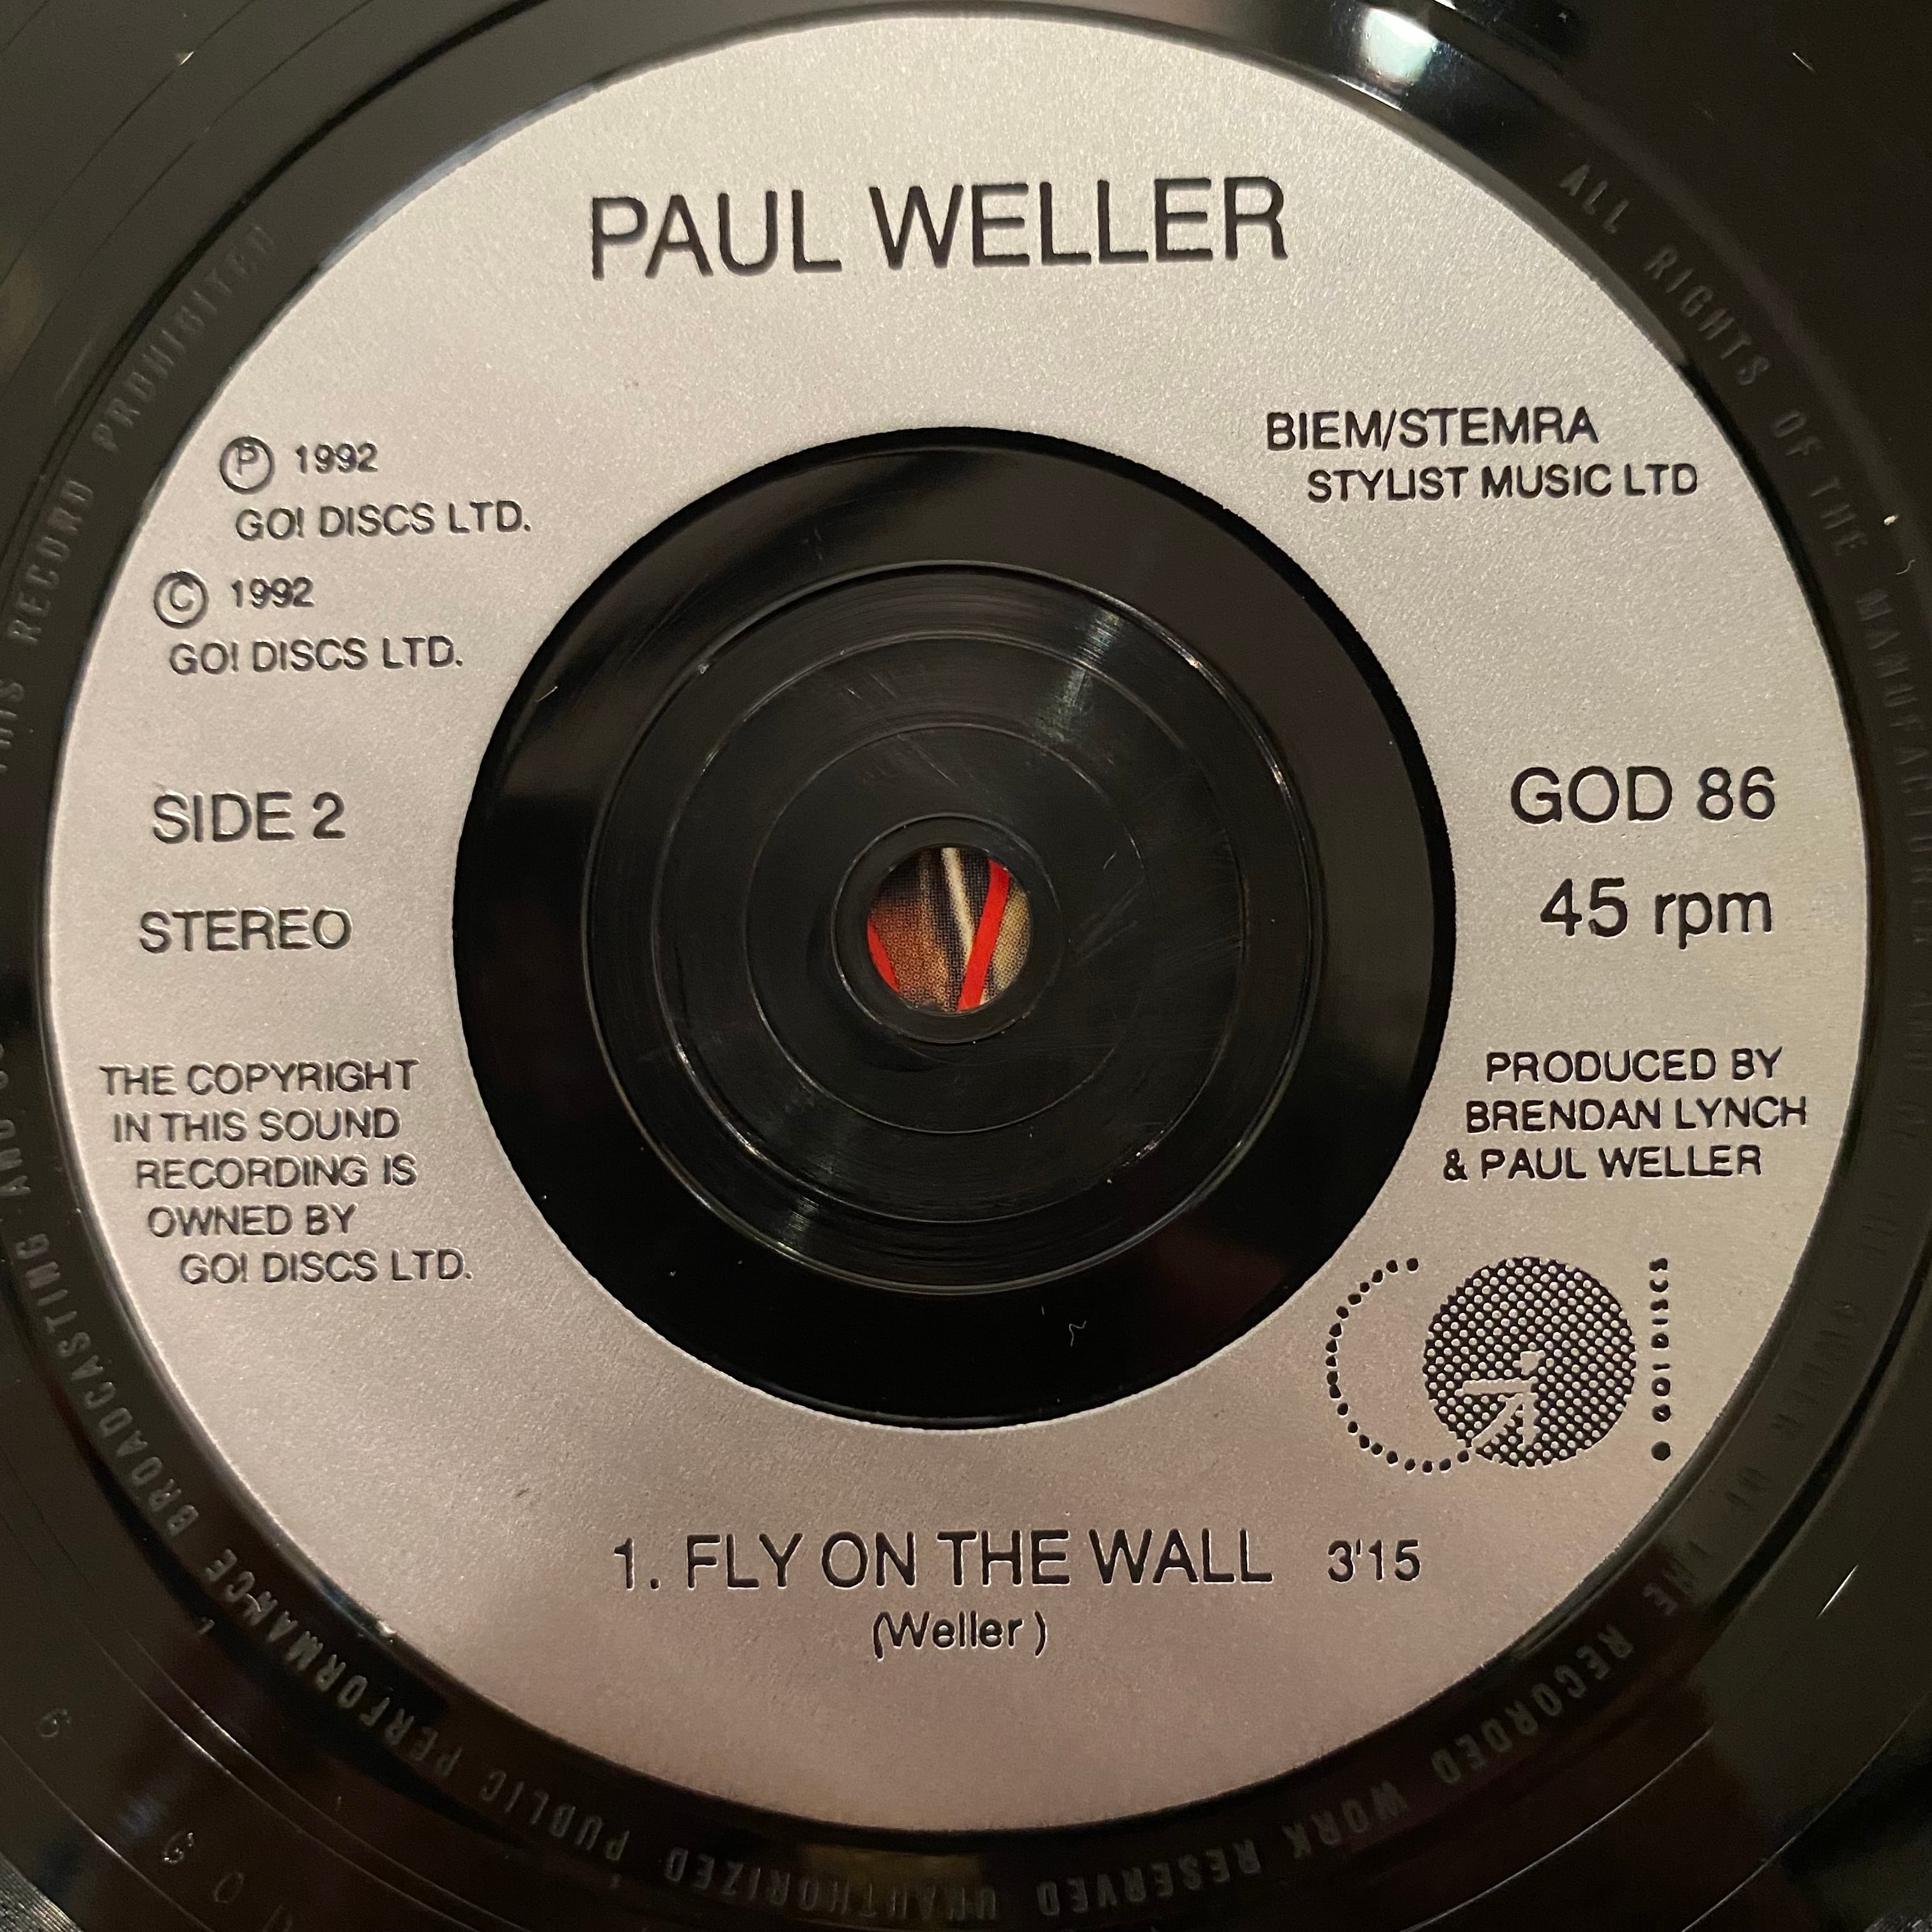 PAUL WELLER
Ⓟ 1992
GO! DISCS LTD.
© 1992
GO! DISCS LTD.
BIEM/STEMRA
STYLIST MUSIC LTD
SIDE 2
STEREO
GOD 86
45 rpm
THE COPYRIGHT
IN THIS SOUND
RECORDING IS
OWNED BY
GO! DISCS LTD.
PRODUCED BY
BRENDAN LYNCH
& PAUL WELLER
GO! DISCS
1. FLY ON THE WALL 3'15
(Weller)
ALL RIGHTS OF THE MANUFACTURER
OWNER OF THE RECORDED WORK RESERVED UNAUTHORIZED PUBLIC PERFORMANCE BROADCASTING AND
THIS RECORD PROHIBITED